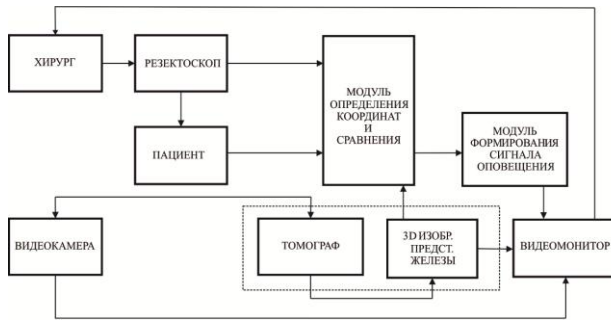 ХИРУРГ
РЕЗЕКТОСКОП
МОДУЛЬ
ОПРЕДЕЛЕНИЯ
КООРДИНАТ
И
СРАВНЕНИЯ
ПАЦИЕНТ
МОДУЛЬ
ФОРМИРОВАНИЯ
СИГНАЛА
ОПОВЕЩЕНИЯ
ВИДЕОКАМЕРА
ТОМОГРАФ
3D ИЗОБР.
ПРЕДСТ.
ЖЕЛЕЗЫ
ВИДЕОМОНИТОР